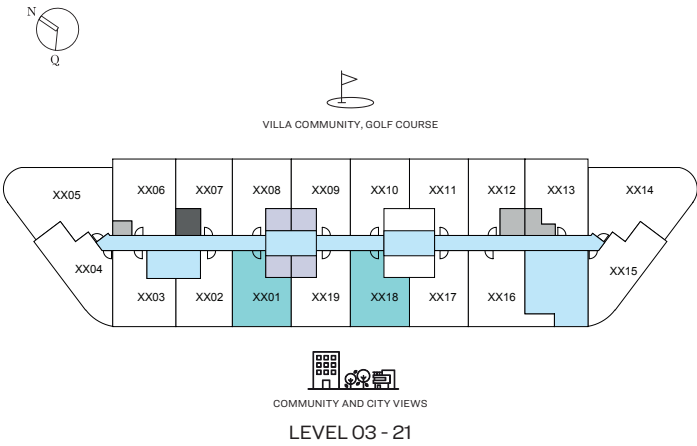 N
Q
VILLA COMMUNITY, GOLF COURSE
XX05 XX06 XX07 XX08 XX09 XX10 XX11 XX12 XX13 XX14
XX04 XX15
XX03 XX02 XX01 XX19 XX18 XX17 XX16
COMMUNITY AND CITY VIEWS
LEVEL 03 - 21